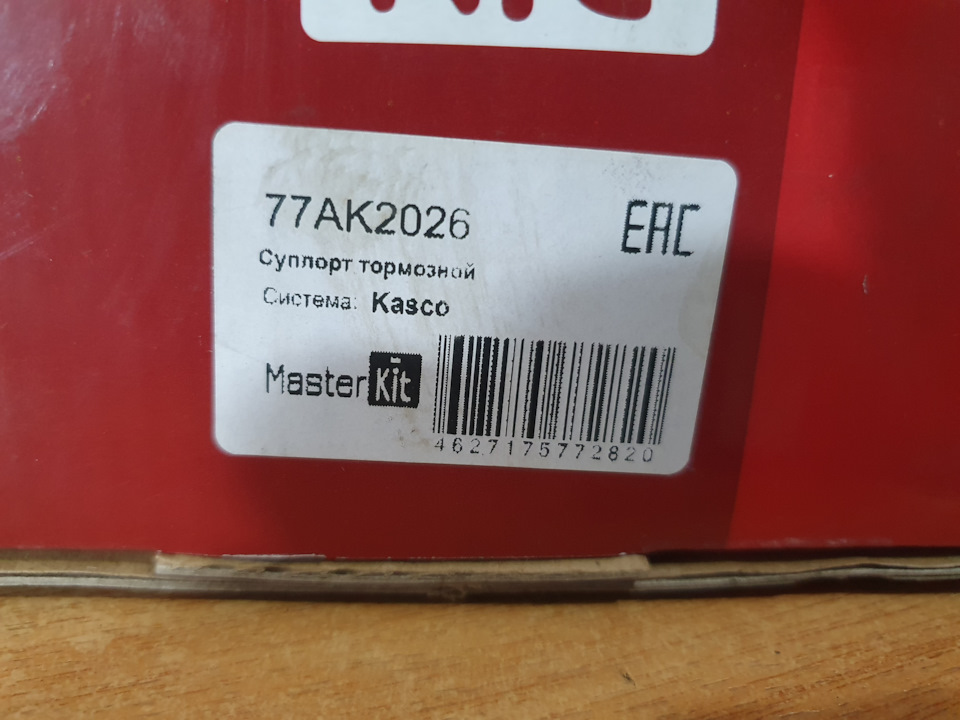 77AK2026
EAC
Суппорт тормозной
Система: Kasco
MasterKit
4627175772820